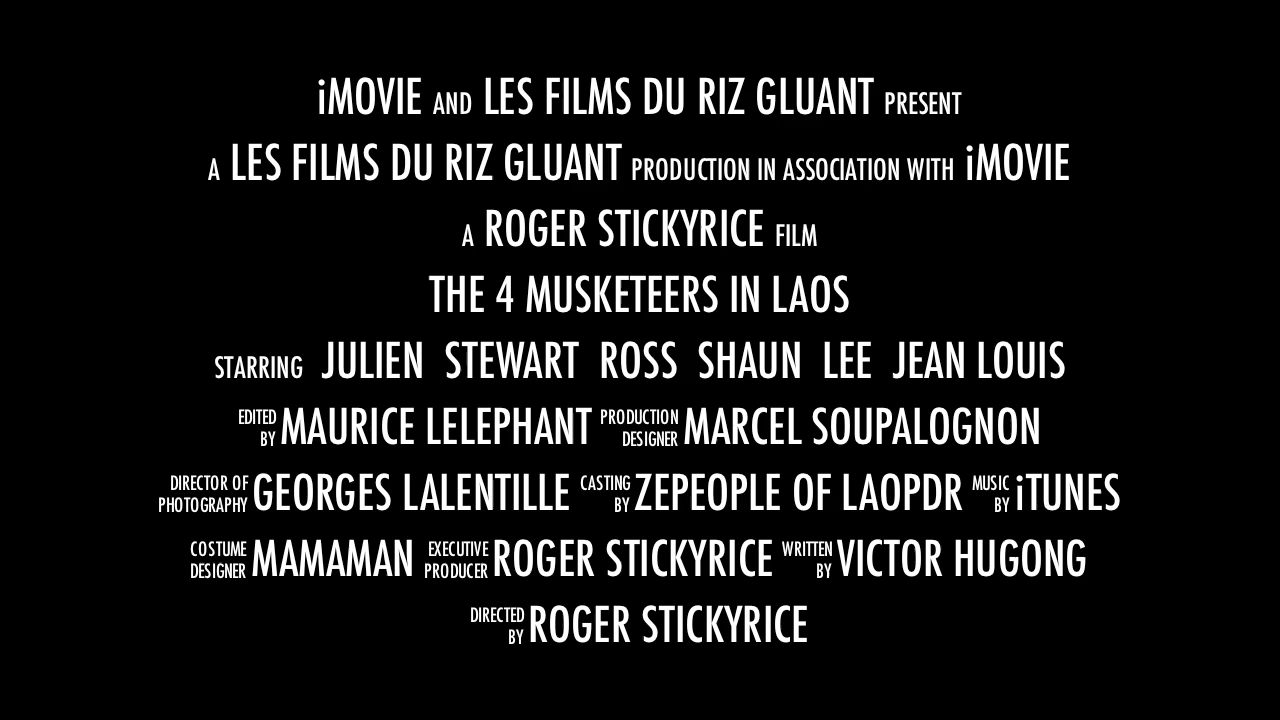 iMOVIE AND LES FILMS DU RIZ GLUANT PRESENT
A LES FILMS DU RIZ GLUANT PRODUCTION IN ASSOCIATION WITH iMOVIE
A ROGER STICKYRICE FILM
THE 4 MUSKETEERS IN LAOS
STARRING JULIEN STEWART ROSS SHAUN LEE JEAN LOUIS
EDITED BY MAURICE LELEPHANT PRODUCTION DESIGNER MARCEL SOUPALOGNON
DIRECTOR OF PHOTOGRAPHY GEORGES LALENTILLE CASTING BY ZEPEOPLE OF LAOPDR MUSIC BY iTUNES
COSTUME DESIGNER MAMAMAN EXECUTIVE PRODUCER ROGER STICKYRICE WRITTEN BY VICTOR HUGONG
DIRECTED BY ROGER STICKYRICE